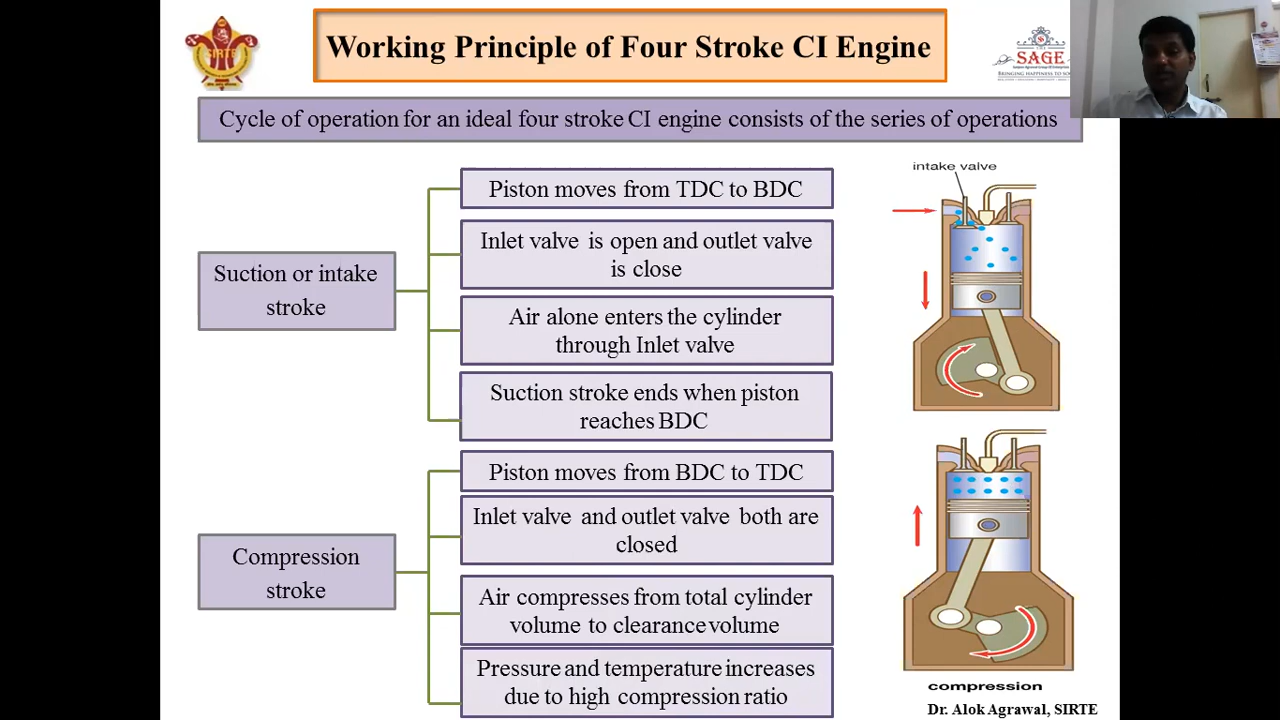 Working Principle of Four Stroke CI Engine
SIRTE
THE
SAGE
Cycle of operation for an ideal four stroke CI engine consists of the series of operations
Suction or intake
stroke
Piston moves from TDC to BDC
Inlet valve is open and outlet valve
is close
Air alone enters the cylinder
through Inlet valve
Suction stroke ends when piston
reaches BDC
intake valve
Compression
stroke
Piston moves from BDC to TDC
Inlet valve and outlet valve both are
closed
Air compresses from total cylinder
volume to clearance volume
Pressure and temperature increases
due to high compression ratio
compression
Dr. Alok Agrawal, SIRTE